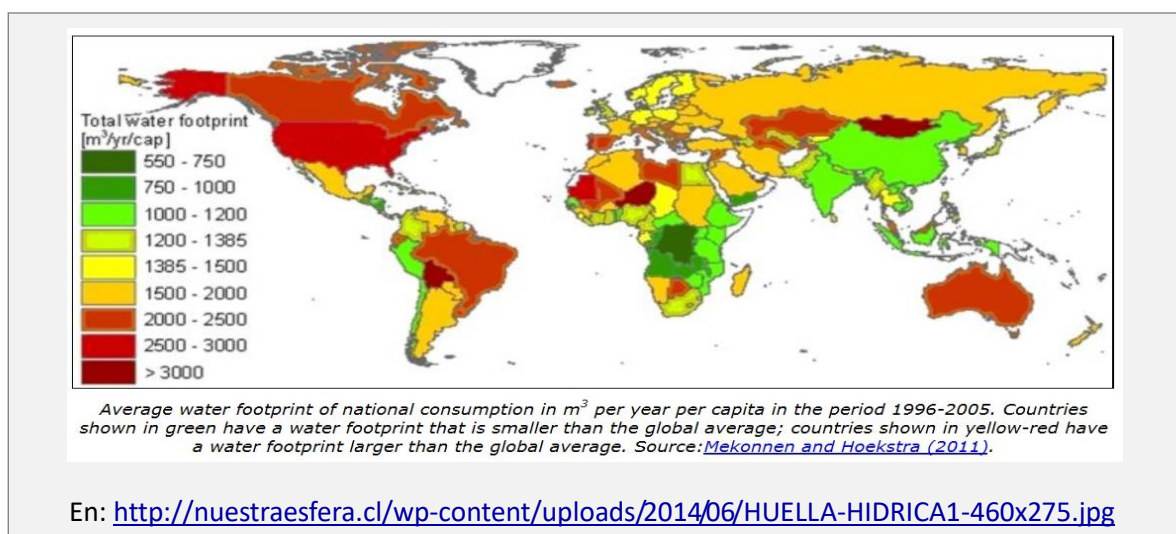 Total water footprint
[m³/yr/cap]
550 - 750
750 - 1000
1000 - 1200
1200 - 1385
1385 - 1500
1500 - 2000
2000 - 2500
2500 - 3000
> 3000
Average water footprint of national consumption in m³ per year per capita in the period 1996-2005. Countries
shown in green have a water footprint that is smaller than the global average; countries shown in yellow-red have
a water footprint larger than the global average. Source:Mekonnen and Hoekstra (2011).
En: http://nuestraesfera.cl/wp-content/uploads/2014/06/HUELLA-HIDRICA1-460x275.jpg